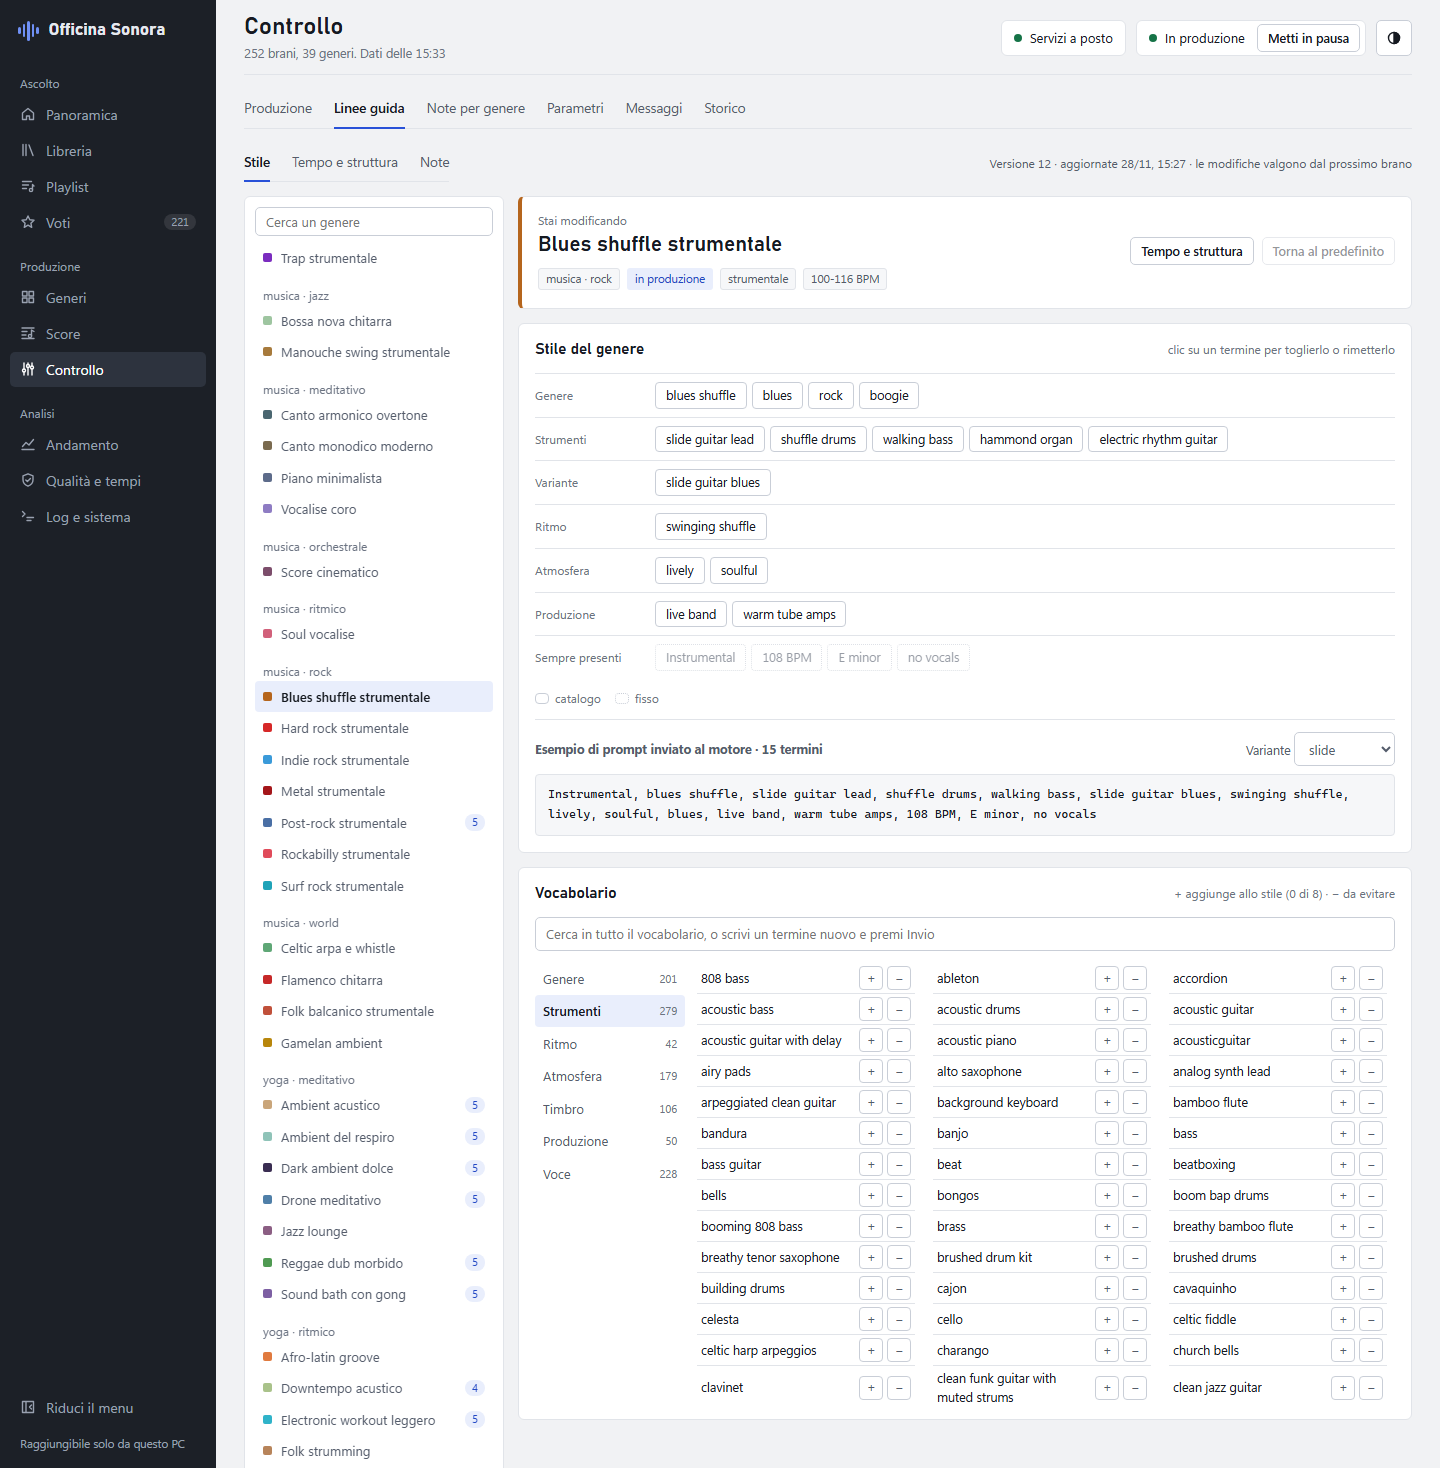 Officina Sonora
Ascolto
Panoramica
Libreria
Playlist
Voti 221
Produzione
Generi
Score
Controllo
Analisi
Andamento
Qualità e tempi
Log e sistema
Riduci il menu
Raggiungibile solo da questo PC
Controllo
252 brani, 39 generi. Dati delle 15:33
Servizi a posto
In produzione Metti in pausa
Produzione Linee guida Note per genere Parametri Messaggi Storico
Stile Tempo e struttura Note
Versione 12 · aggiornate 28/11, 15:27 · le modifiche valgono dal prossimo brano
Cerca un genere
Trap strumentale
musica · jazz
Bossa nova chitarra
Manouche swing strumentale
musica · meditativo
Canto armonico overtone
Canto monodico moderno
Piano minimalista
Vocalise coro
musica · orchestrale
Score cinematico
musica · ritmico
Soul vocalise
musica · rock
Blues shuffle strumentale
Hard rock strumentale
Indie rock strumentale
Metal strumentale
Post-rock strumentale 5
Rockabilly strumentale
Surf rock strumentale
musica · world
Celtic arpa e whistle
Flamenco chitarra
Folk balcanico strumentale
Gamelan ambient
yoga · meditativo
Ambient acustico 5
Ambient del respiro 5
Dark ambient dolce 5
Drone meditativo 5
Jazz lounge
Reggae dub morbido 5
Sound bath con gong 5
yoga · ritmico
Afro-latin groove
Downtempo acustico 4
Electronic workout leggero 5
Folk strumming
Stai modificando
Blues shuffle strumentale
musica · rock in produzione strumentale 100-116 BPM
Tempo e struttura Torna al predefinito
Stile del genere
clic su un termine per toglierlo o rimetterlo
Genere blues shuffle blues rock boogie
Strumenti slide guitar lead shuffle drums walking bass hammond organ electric rhythm guitar
Variante slide guitar blues
Ritmo swinging shuffle
Atmosfera lively soulful
Produzione live band warm tube amps
Sempre presenti Instrumental 108 BPM E minor no vocals
catalogo fisso
Esempio di prompt inviato al motore · 15 termini
Variante slide
Instrumental, blues shuffle, slide guitar lead, shuffle drums, walking bass, slide guitar blues, swinging shuffle,
lively, soulful, blues, live band, warm tube amps, 108 BPM, E minor, no vocals
Vocabolario
+ aggiunge allo stile (0 di 8) · − da evitare
Cerca in tutto il vocabolario, o scrivi un termine nuovo e premi Invio
Genere 201
Strumenti 279
Ritmo 42
Atmosfera 179
Timbro 106
Produzione 50
Voce 228
808 bass + − ableton + − accordion + −
acoustic bass + − acoustic drums + − acoustic guitar + −
acoustic guitar with delay + − acoustic piano + − acousticguitar + −
airy pads + − alto saxophone + − analog synth lead + −
arpeggiated clean guitar + − background keyboard + − bamboo flute + −
bandura + − banjo + − bass + −
bass guitar + − beat + − beatboxing + −
bells + − bongos + − boom bap drums + −
booming 808 bass + − brass + − breathy bamboo flute + −
breathy tenor saxophone + − brushed drum kit + − brushed drums + −
building drums + − cajon + − cavaquinho + −
celesta + − cello + − celtic fiddle + −
celtic harp arpeggios + − charango + − church bells + −
clavinet + − clean funk guitar with muted strums + − clean jazz guitar + −